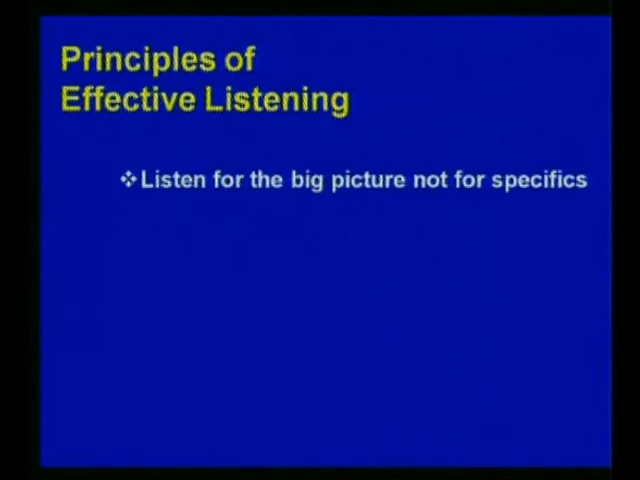 Principles of
Effective Listening
❖Listen for the big picture not for specifics